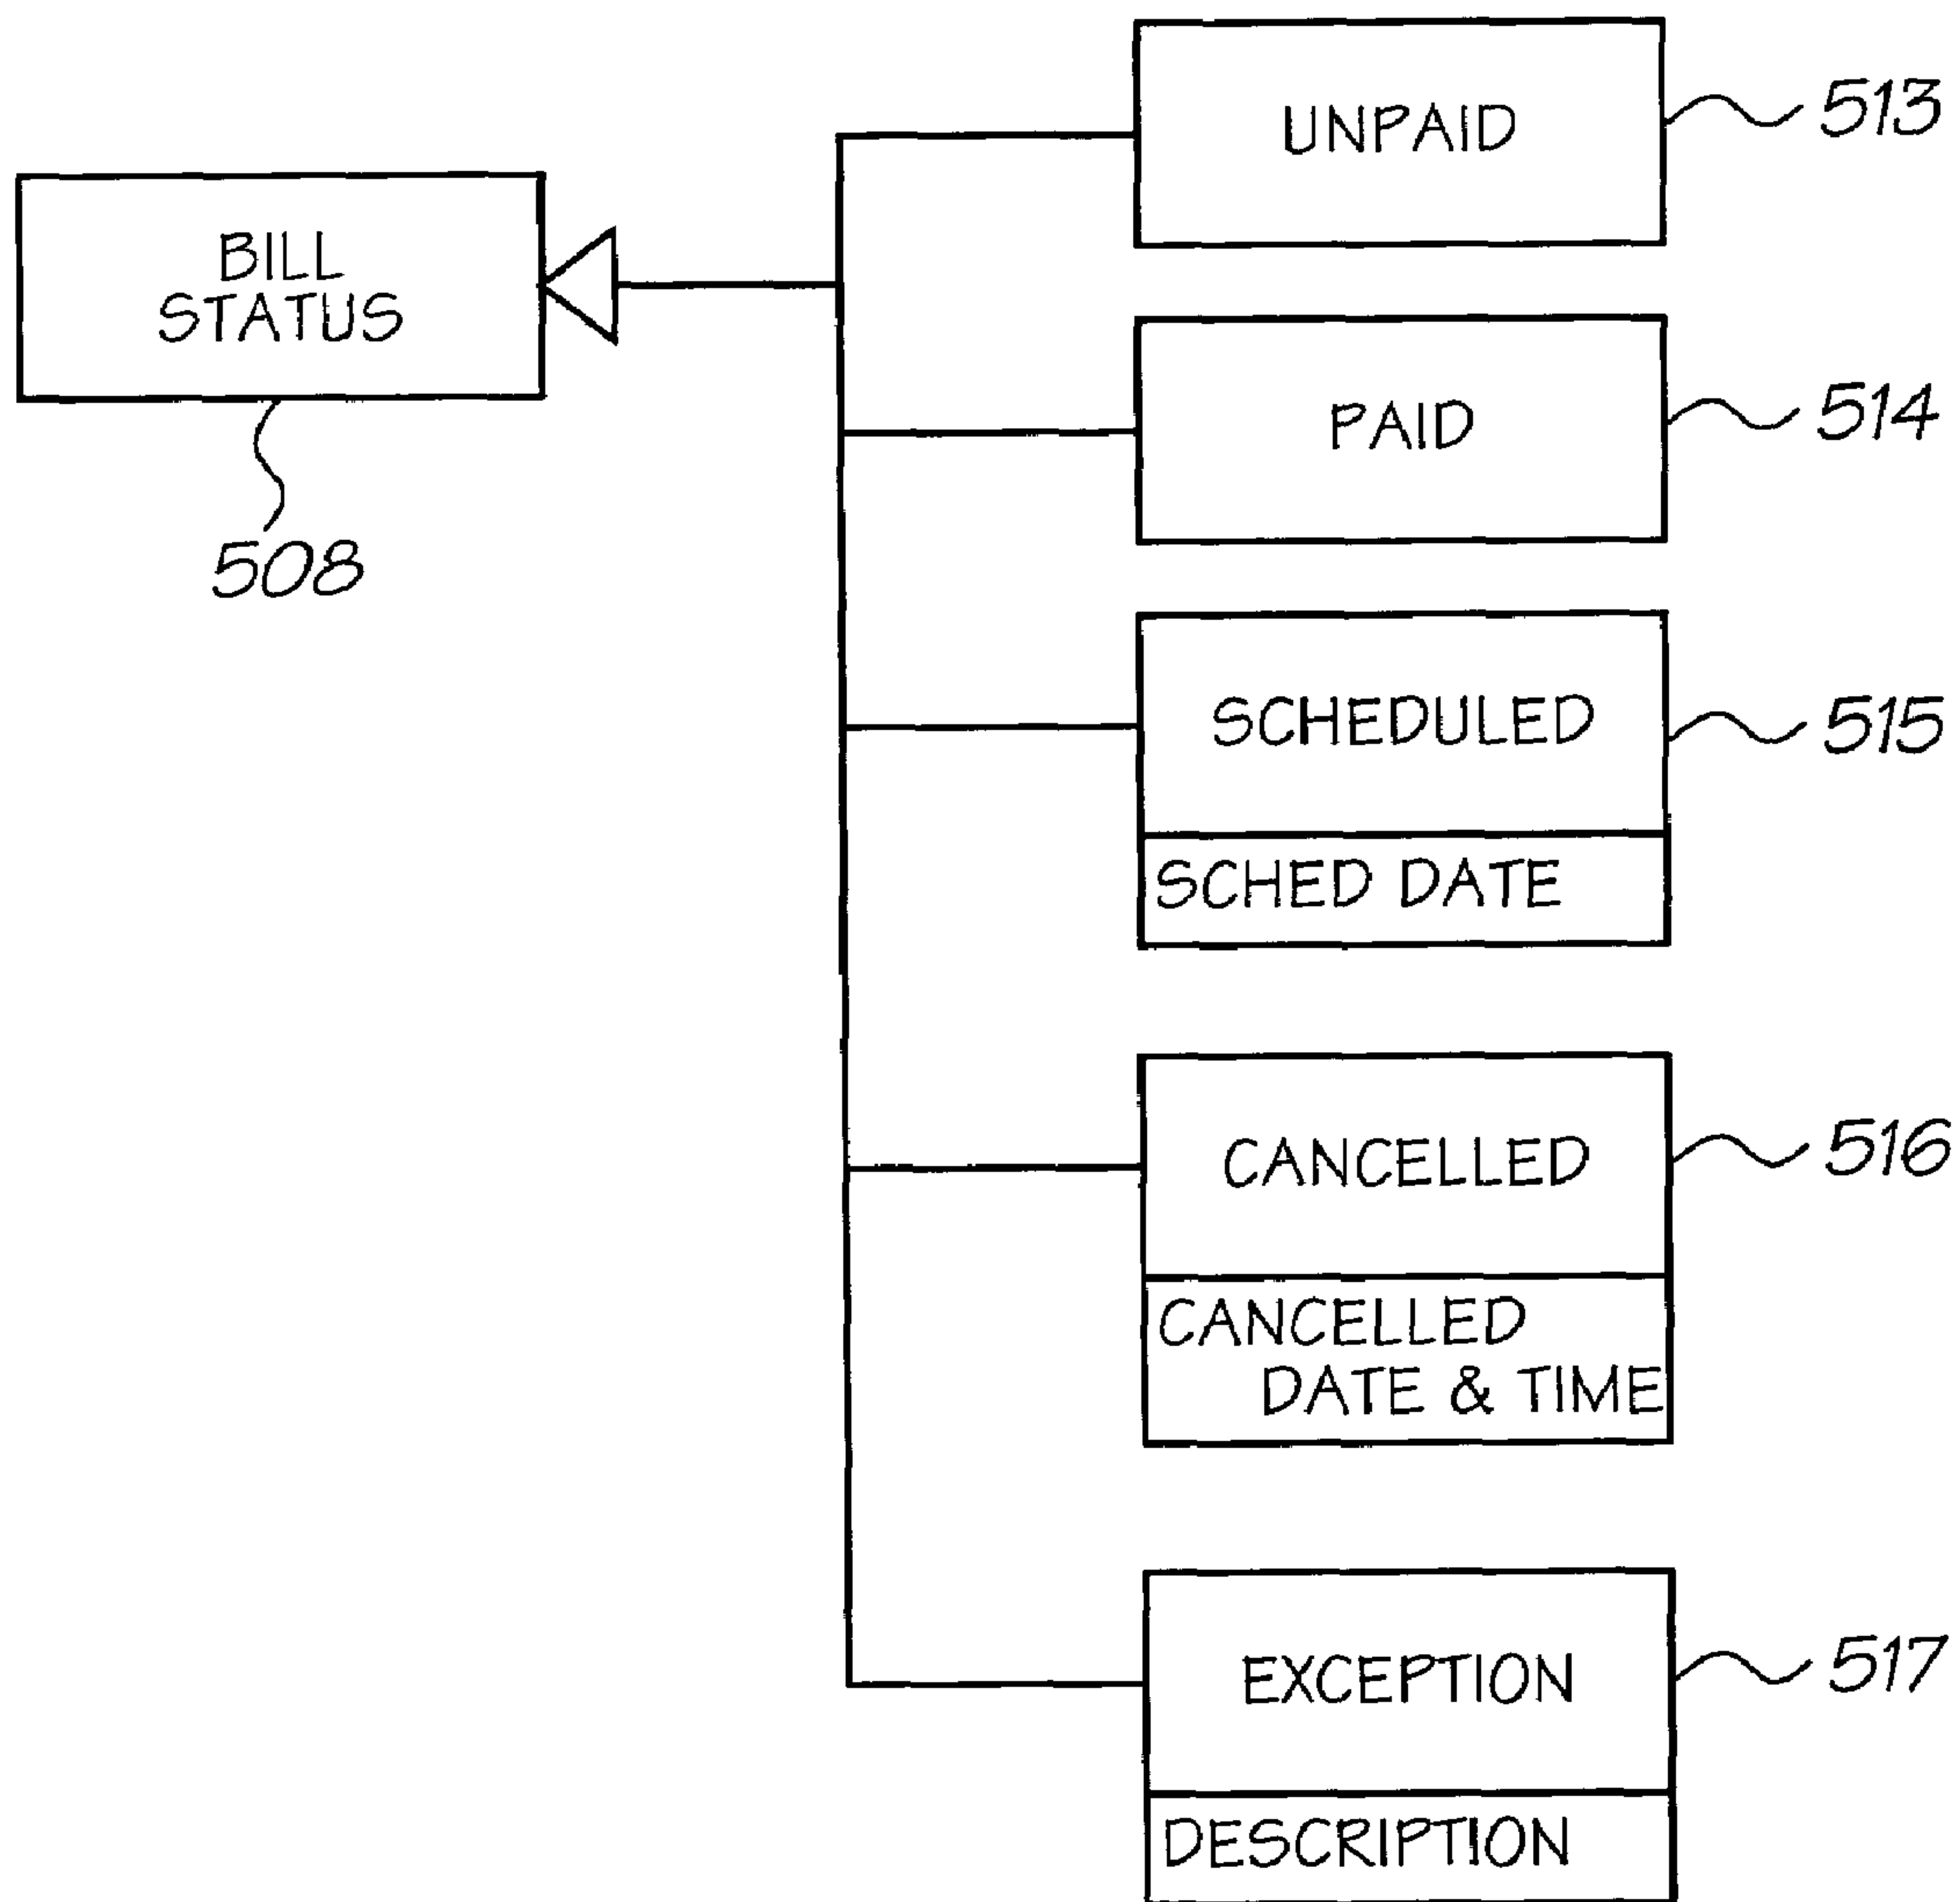 BILL
STATUS
508
UNPAID
513
PAID
514
SCHEDULED
515
SCHED DATE
CANCELLED
516
CANCELLED
DATE & TIME
EXCEPTION
517
DESCRIPTION